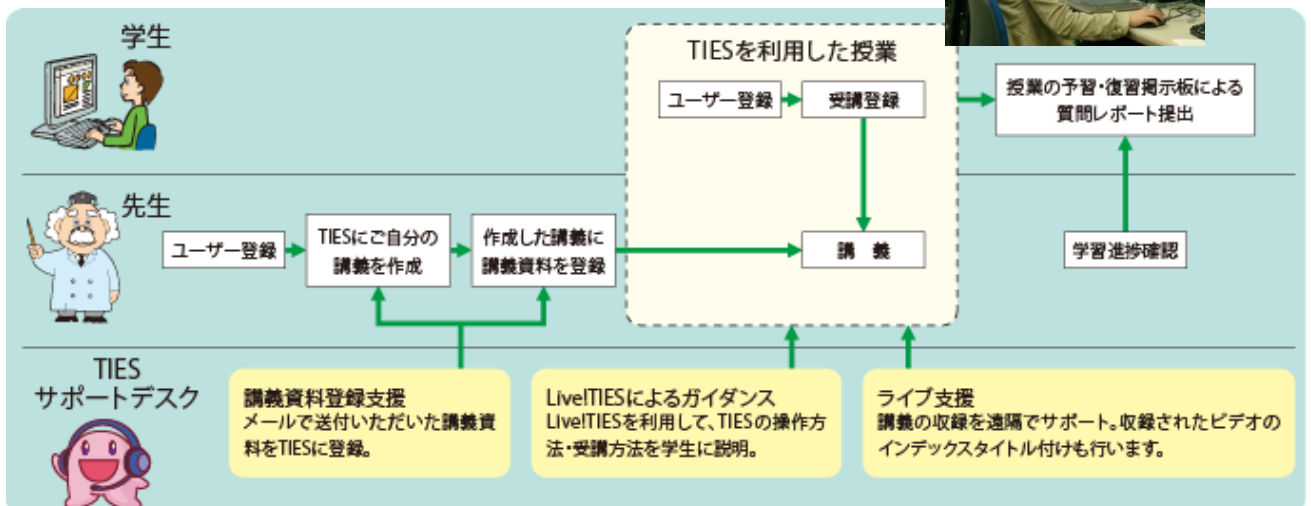 学生
TIESを利用した授業
ユーザー登録
受講登録
授業の予習・復習掲示板による
質問レポート提出
先生
ユーザー登録
TIESにご自分の
講義を作成
作成した講義に
講義資料を登録
講 義
学習進捗確認
TIES
サポートデスク
講義資料登録支援
メールで送付いただいた講義資
料をTIESに登録。
Live!TIESによるガイダンス
Live!TIESを利用して、TIESの操作方
法・受講方法を学生に説明。
ライブ支援
講義の収録を遠隔でサポート。収録されたビデオの
インデックスタイトル付けも行います。